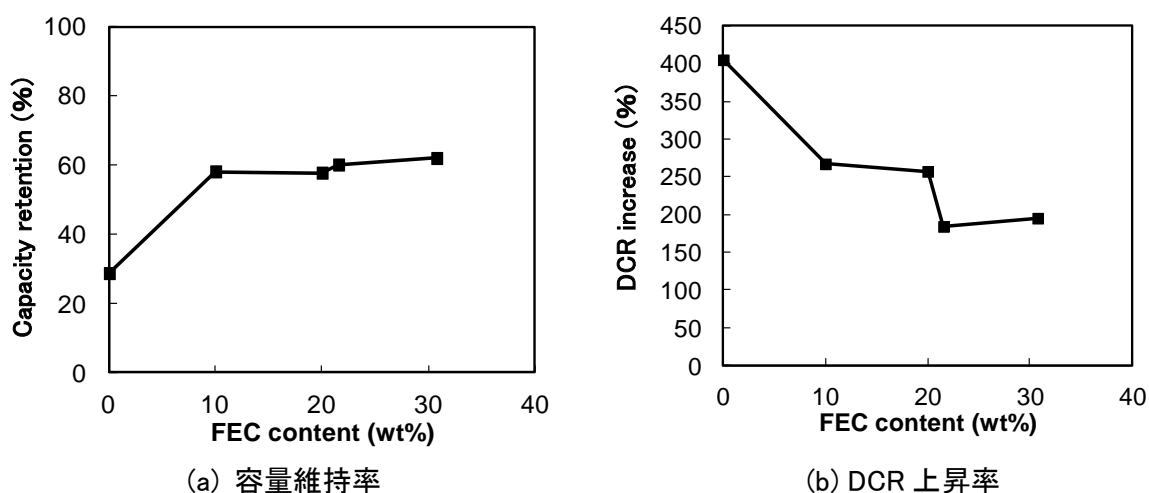 100
80
60
40
20
0
Capacity retention (%)
0 10 20 30 40
FEC content (wt%)
(a) 容量維持率
450
400
350
300
250
200
150
100
50
0
DCR increase (%)
0 10 20 30 40
FEC content (wt%)
(b) DCR 上昇率